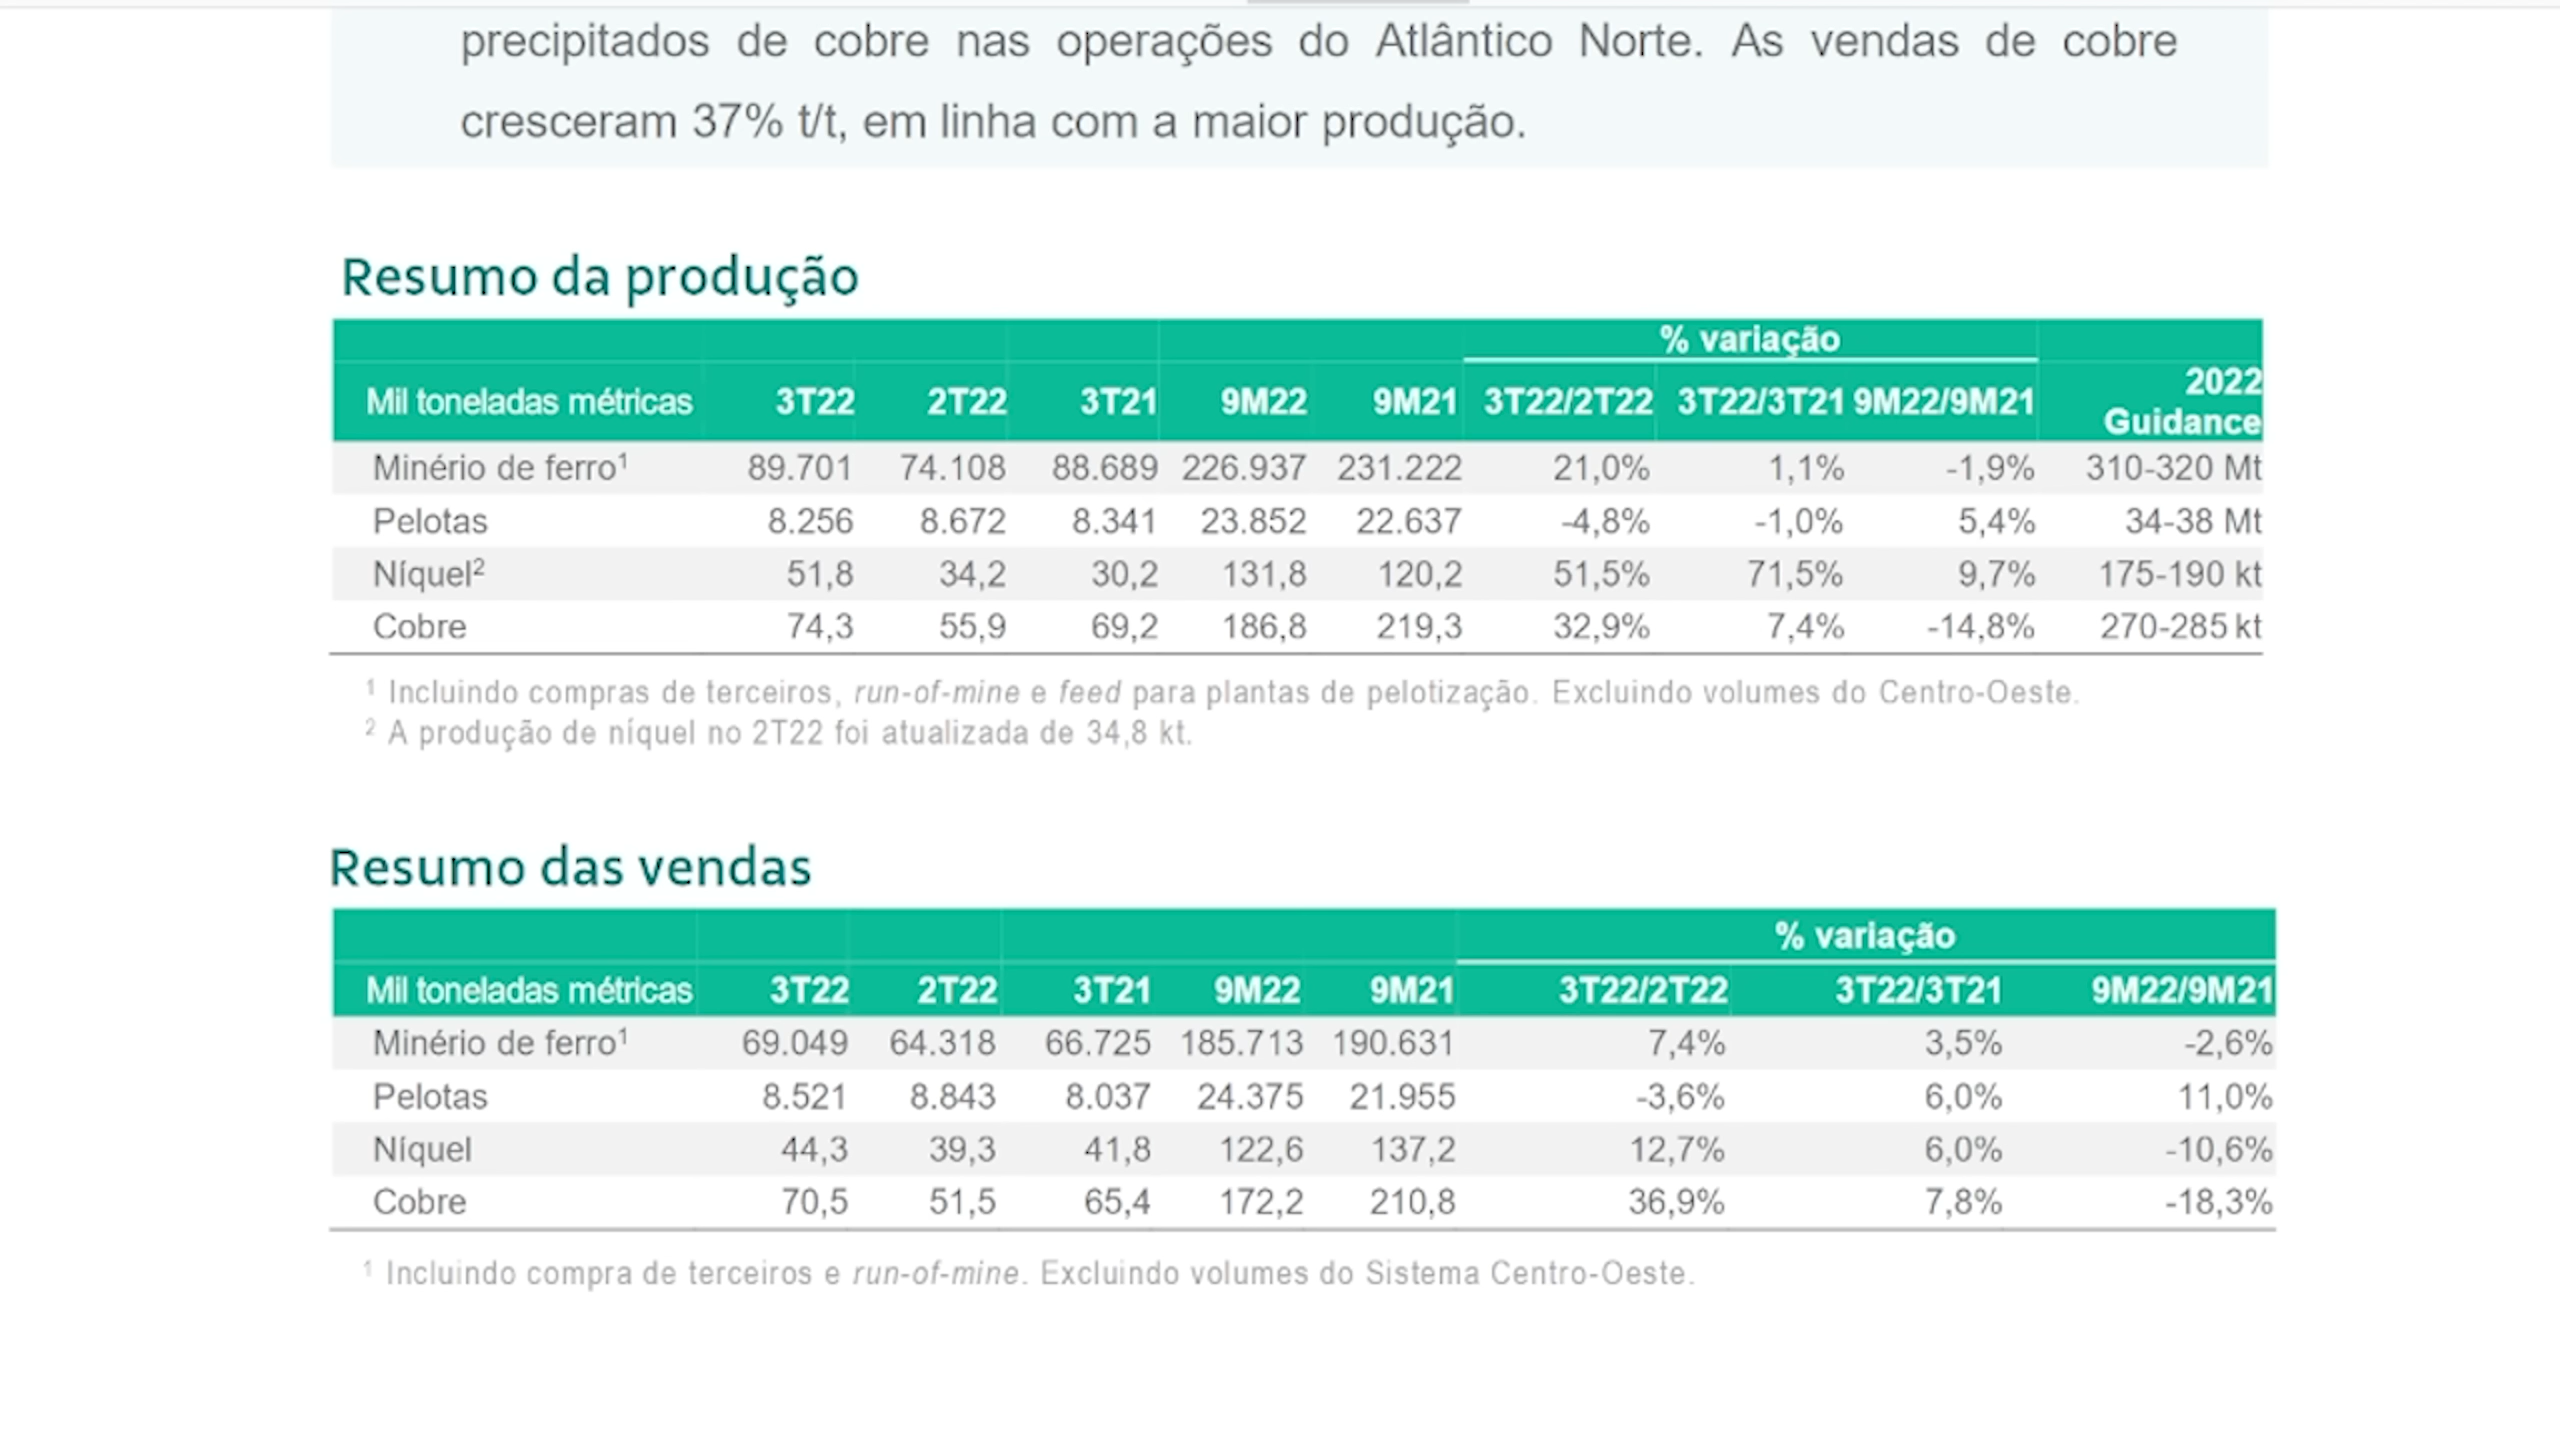 precipitados de cobre nas operações do Atlântico Norte. As vendas de cobre
cresceram 37% t/t, em linha com a maior produção.
Resumo da produção
% variação
Mil toneladas métricas 3T22 2T22 3T21 9M22 9M21 3T22/2T22 3T22/3T21 9M22/9M21 2022 Guidance
Minério de ferro¹ 89.701 74.108 88.689 226.937 231.222 21,0% 1,1% -1,9% 310-320 Mt
Pelotas 8.256 8.672 8.341 23.852 22.637 -4,8% -1,0% 5,4% 34-38 Mt
Níquel² 51,8 34,2 30,2 131,8 120,2 51,5% 71,5% 9,7% 175-190 kt
Cobre 74,3 55,9 69,2 186,8 219,3 32,9% 7,4% -14,8% 270-285 kt
¹ Incluindo compras de terceiros, run-of-mine e feed para plantas de pelotização. Excluindo volumes do Centro-Oeste.
² A produção de níquel no 2T22 foi atualizada de 34,8 kt.
Resumo das vendas
% variação
Mil toneladas métricas 3T22 2T22 3T21 9M22 9M21 3T22/2T22 3T22/3T21 9M22/9M21
Minério de ferro¹ 69.049 64.318 66.725 185.713 190.631 7,4% 3,5% -2,6%
Pelotas 8.521 8.843 8.037 24.375 21.955 -3,6% 6,0% 11,0%
Níquel 44,3 39,3 41,8 122,6 137,2 12,7% 6,0% -10,6%
Cobre 70,5 51,5 65,4 172,2 210,8 36,9% 7,8% -18,3%
¹ Incluindo compra de terceiros e run-of-mine. Excluindo volumes do Sistema Centro-Oeste.